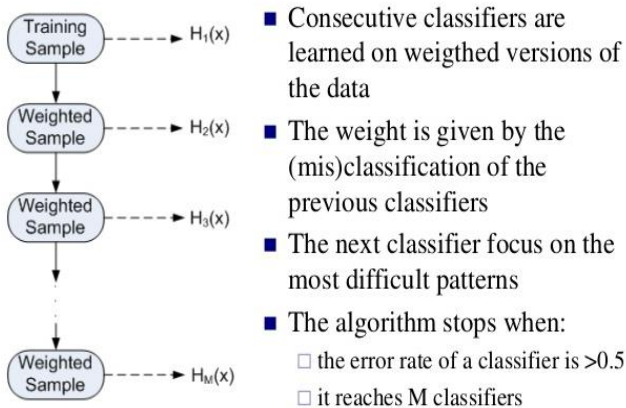 Training
Sample
H₁(x)
Weighted
Sample
H₂(x)
Weighted
Sample
H₃(x)
Weighted
Sample
H_M(x)
■ Consecutive classifiers are
learned on weigthed versions of
the data
■ The weight is given by the
(mis)classification of the
previous classifiers
■ The next classifier focus on the
most difficult patterns
■ The algorithm stops when:
□ the error rate of a classifier is >0.5
□ it reaches M classifiers